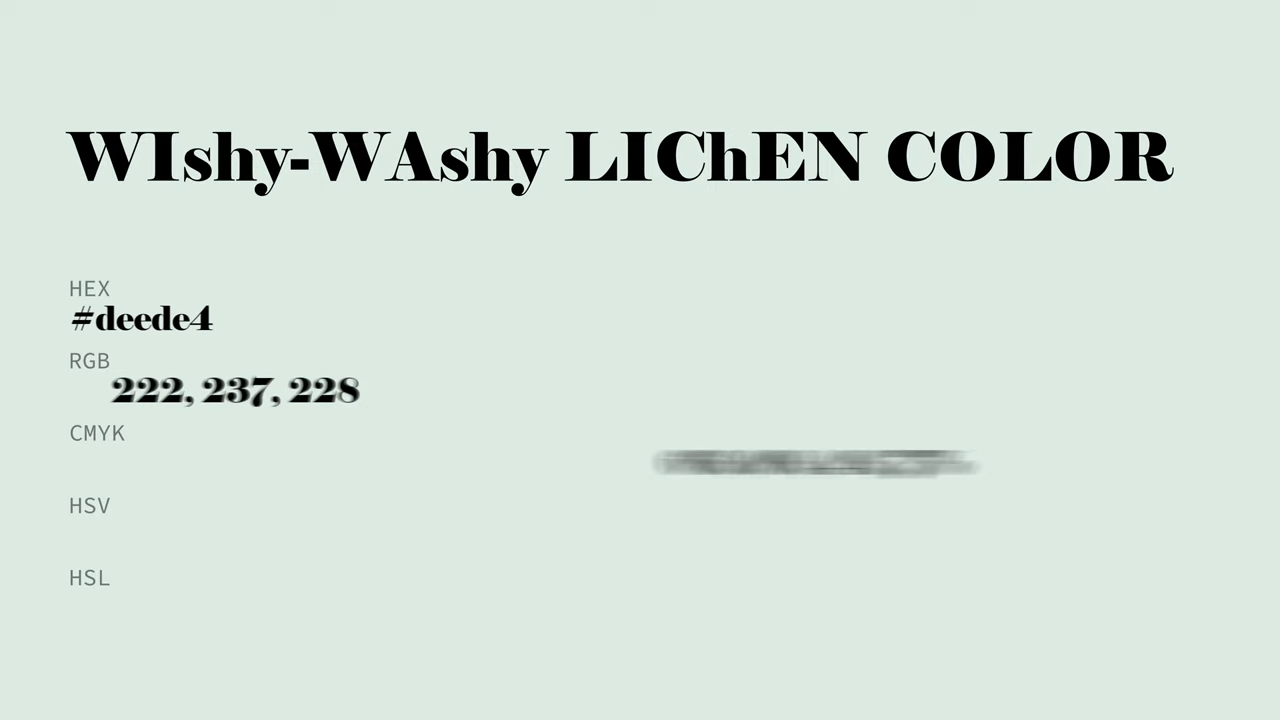 WIshy-WAshy LIChEN COLOR
HEX
#deede4
RGB
222, 237, 228
CMYK
HSV
HSL